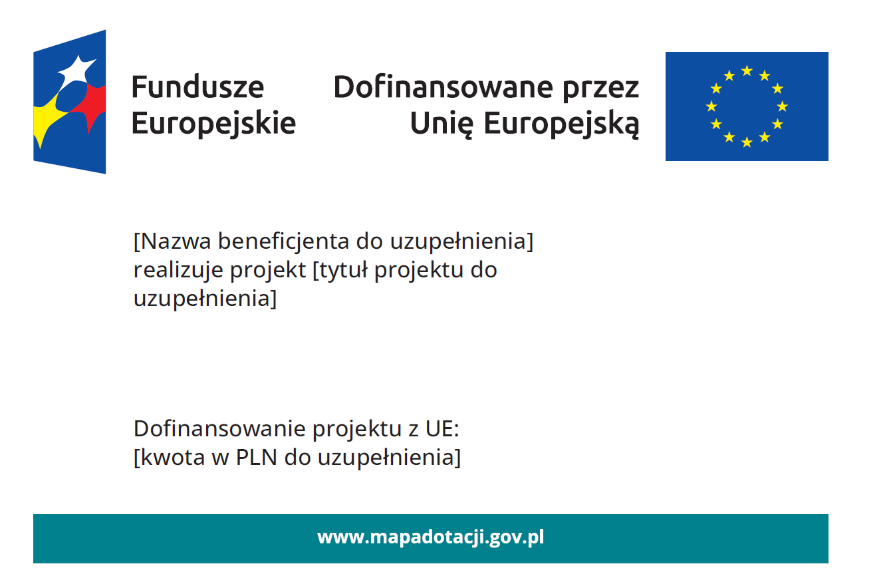 Fundusze
Europejskie
Dofinansowane przez
Unię Europejską
[Nazwa beneficjenta do uzupełnienia]
realizuje projekt [tytuł projektu do
uzupełnienia]
Dofinansowanie projektu z UE:
[kwota w PLN do uzupełnienia]
www.mapadotacji.gov.pl